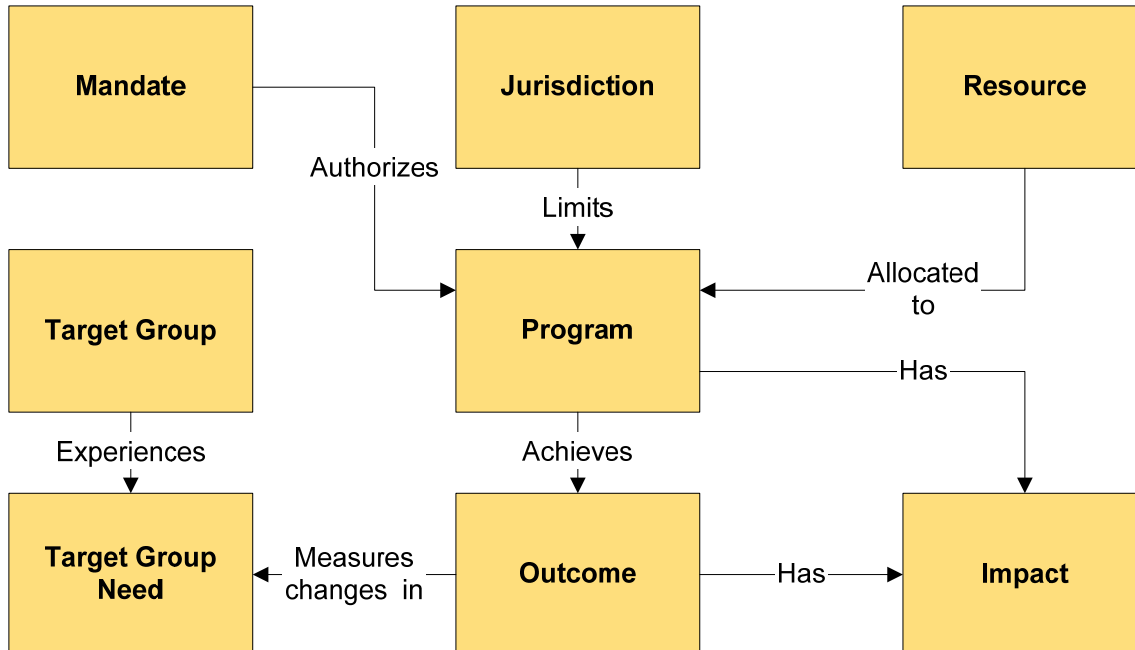 Mandate
Jurisdiction
Resource
Authorizes
Limits
Allocated
to
Target Group
Program
Has
Experiences
Achieves
Target Group
Need
Measures
changes in
Outcome
Has
Impact